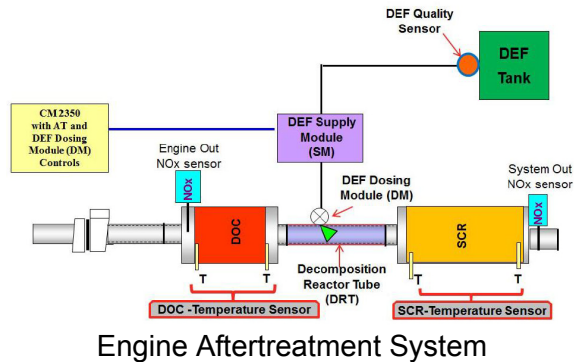 DEF Quality
Sensor
DEF
Tank
CM2350
with AT and
DEF Dosing
Module (DM)
Controls
DEF Supply
Module
(SM)
Engine Out
NOx sensor
NOx
System Out
NOx sensor
NOx
DEF Dosing
Module (DM)
DOC
SCR
Decomposition
Reactor Tube
(DRT)
T
T
T
T
DOC -Temperature Sensor
SCR-Temperature Sensor
Engine Aftertreatment System